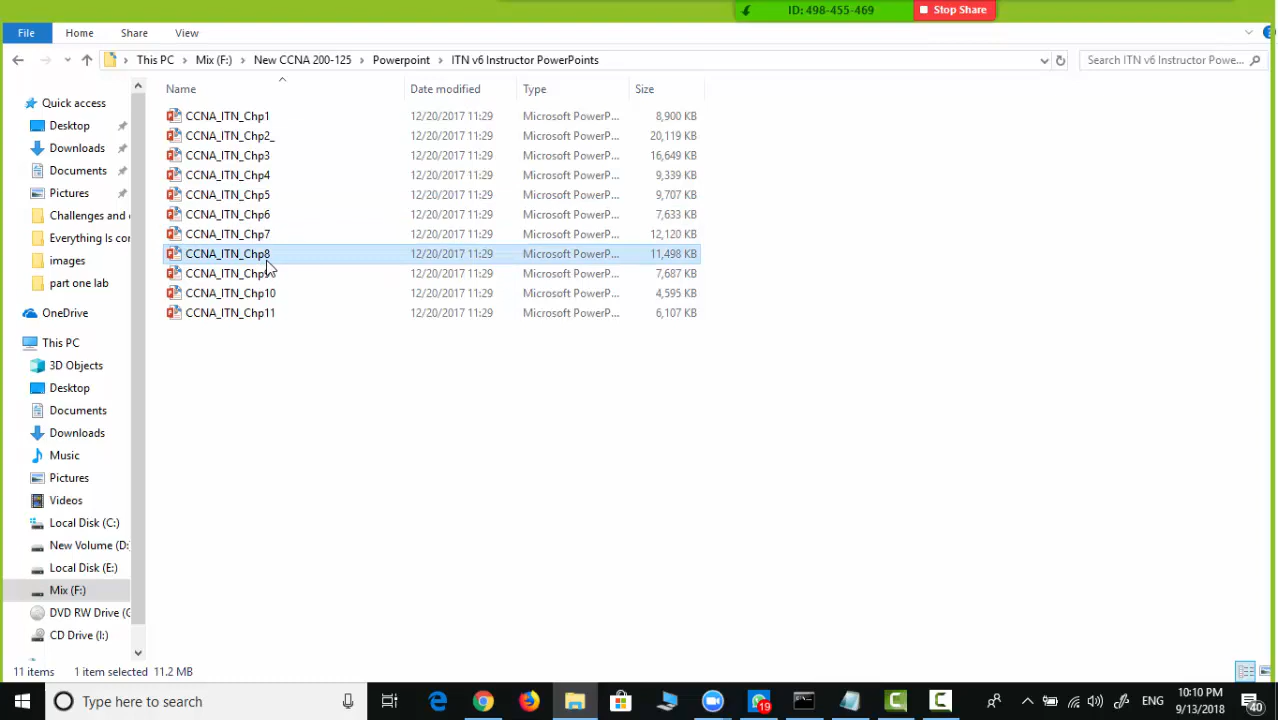 ID: 498-455-469
Stop Share
File Home Share View
This PC Mix (F:) New CCNA 200-125 Powerpoint ITN v6 Instructor PowerPoints
Search ITN v6 Instructor Powe...
Name Date modified Type Size
CCNA_ITN_Chp1 12/20/2017 11:29 Microsoft PowerP... 8,900 KB
CCNA_ITN_Chp2_ 12/20/2017 11:29 Microsoft PowerP... 20,119 KB
CCNA_ITN_Chp3 12/20/2017 11:29 Microsoft PowerP... 16,649 KB
CCNA_ITN_Chp4 12/20/2017 11:29 Microsoft PowerP... 9,339 KB
CCNA_ITN_Chp5 12/20/2017 11:29 Microsoft PowerP... 9,707 KB
CCNA_ITN_Chp6 12/20/2017 11:29 Microsoft PowerP... 7,633 KB
CCNA_ITN_Chp7 12/20/2017 11:29 Microsoft PowerP... 12,120 KB
CCNA_ITN_Chp8 12/20/2017 11:29 Microsoft PowerP... 11,498 KB
12/20/2017 11:29 Microsoft PowerP... 7,687 KB
CCNA_ITN_Chp10 12/20/2017 11:29 Microsoft PowerP... 4,595 KB
CCNA_ITN_Chp11 12/20/2017 11:29 Microsoft PowerP... 6,107 KB
Quick access
Desktop
Downloads
Documents
Pictures
Challenges and
Everything Is co
images
part one lab
OneDrive
This PC
3D Objects
Desktop
Documents
Downloads
Music
Pictures
Videos
Local Disk (C:)
New Volume (D:
Local Disk (E:)
Mix (F:)
DVD RW Drive (
CD Drive (I:)
11 items 1 item selected 11.2 MB
Type here to search
19
ENG
10:10 PM
9/13/2018
40